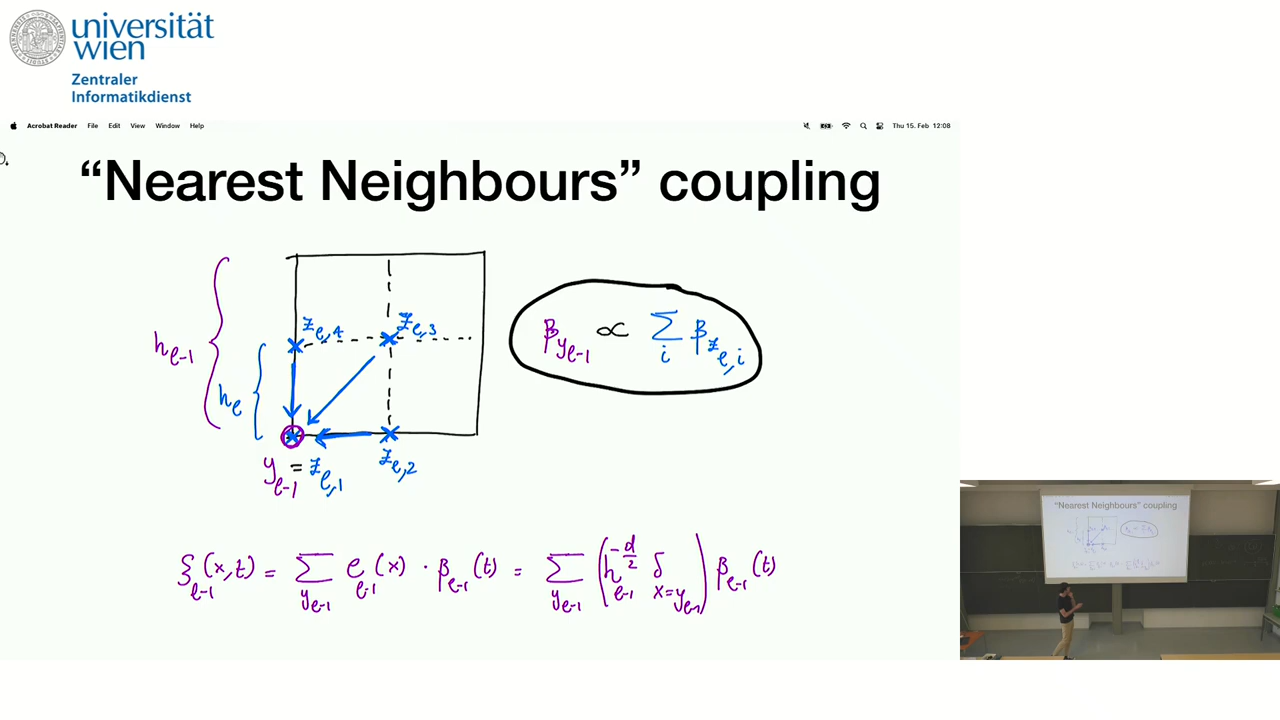 universität
wien
Zentraler
Informatikdienst
Acrobat Reader File Edit View Window Help Thu 15. Feb 12:08
“Nearest Neighbours” coupling
h_{ℓ-1}
h_ℓ
z_{ℓ,4}
z_{ℓ,3}
β_{y_{ℓ-1}} ∝ Σ_i β_{z_{ℓ,i}}
y_{ℓ-1} = z_{ℓ,1}
z_{ℓ,2}
ξ_{ℓ-1}(x,t) = Σ_{y_{ℓ-1}} e_{ℓ-1}(x) · β_{ℓ-1}(t) = Σ_{y_{ℓ-1}} (h_{ℓ-1}^{-d/2} δ_{x=y_{ℓ-1}}) β_{ℓ-1}(t)
“Nearest Neighbours” coupling